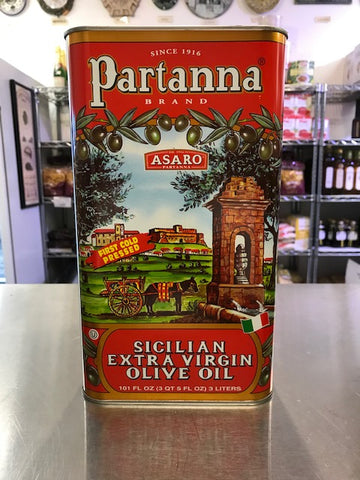 SINCE 1916
Partanna®
BRAND
ASARO
PARTANNA
FIRST COLD
PRESSED
SICILIAN
EXTRA VIRGIN
OLIVE OIL
101 FL OZ (3 QT 5 FL OZ) 3 LITERS